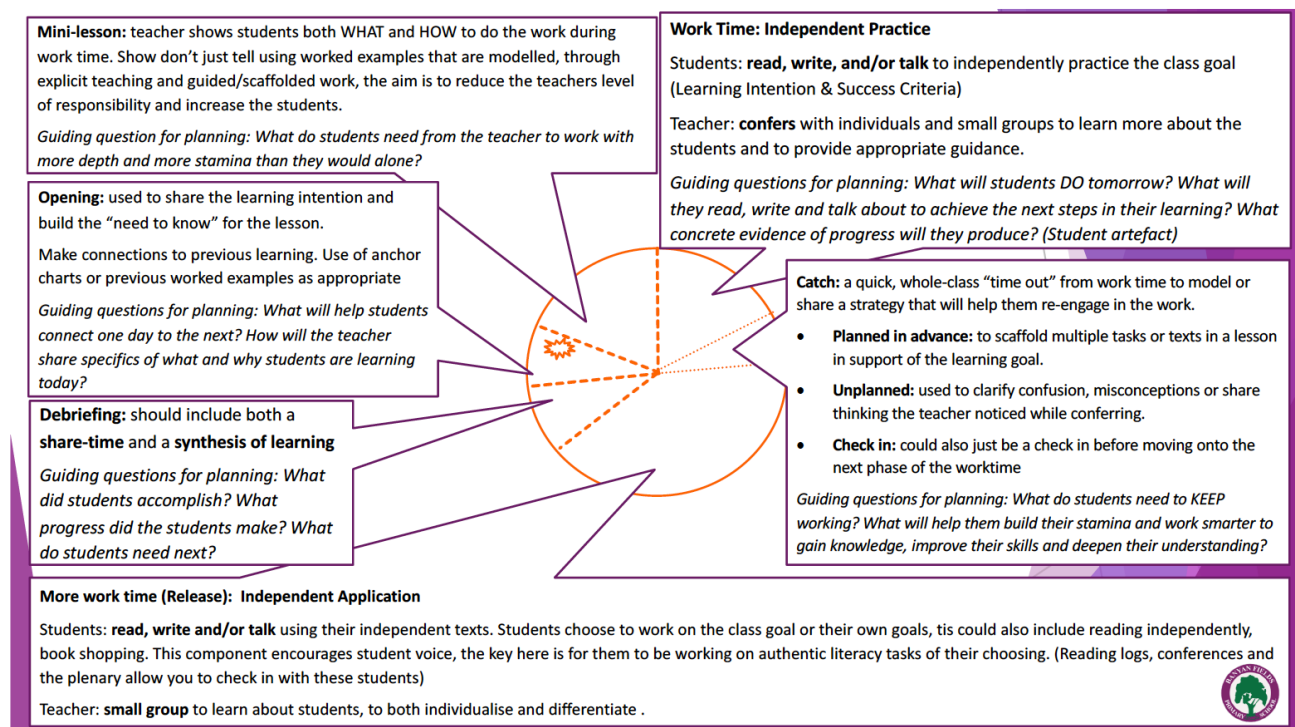 Mini-lesson: teacher shows students both WHAT and HOW to do the work during
work time. Show don’t just tell using worked examples that are modelled, through
explicit teaching and guided/scaffolded work, the aim is to reduce the teachers level
of responsibility and increase the students.
Guiding question for planning: What do students need from the teacher to work with
more depth and more stamina than they would alone?
Opening: used to share the learning intention and
build the “need to know” for the lesson.
Make connections to previous learning. Use of anchor
charts or previous worked examples as appropriate
Guiding questions for planning: What will help students
connect one day to the next? How will the teacher
share specifics of what and why students are learning
today?
Debriefing: should include both a
share-time and a synthesis of learning
Guiding questions for planning: What
did students accomplish? What
progress did the students make? What
do students need next?
Work Time: Independent Practice
Students: read, write, and/or talk to independently practice the class goal
(Learning Intention & Success Criteria)
Teacher: confers with individuals and small groups to learn more about the
students and to provide appropriate guidance.
Guiding questions for planning: What will students DO tomorrow? What will
they read, write and talk about to achieve the next steps in their learning? What
concrete evidence of progress will they produce? (Student artefact)
Catch: a quick, whole-class “time out” from work time to model or
share a strategy that will help them re-engage in the work.
• Planned in advance: to scaffold multiple tasks or texts in a lesson
in support of the learning goal.
• Unplanned: used to clarify confusion, misconceptions or share
thinking the teacher noticed while conferring.
• Check in: could also just be a check in before moving onto the
next phase of the worktime
Guiding questions for planning: What do students need to KEEP
working? What will help them build their stamina and work smarter to
gain knowledge, improve their skills and deepen their understanding?
More work time (Release): Independent Application
Students: read, write and/or talk using their independent texts. Students choose to work on the class goal or their own goals, tis could also include reading independently,
book shopping. This component encourages student voice, the key here is for them to be working on authentic literacy tasks of their choosing. (Reading logs, conferences and
the plenary allow you to check in with these students)
Teacher: small group to learn about students, to both individualise and differentiate .
BANYAN FIELDS
PRIMARY SCHOOL